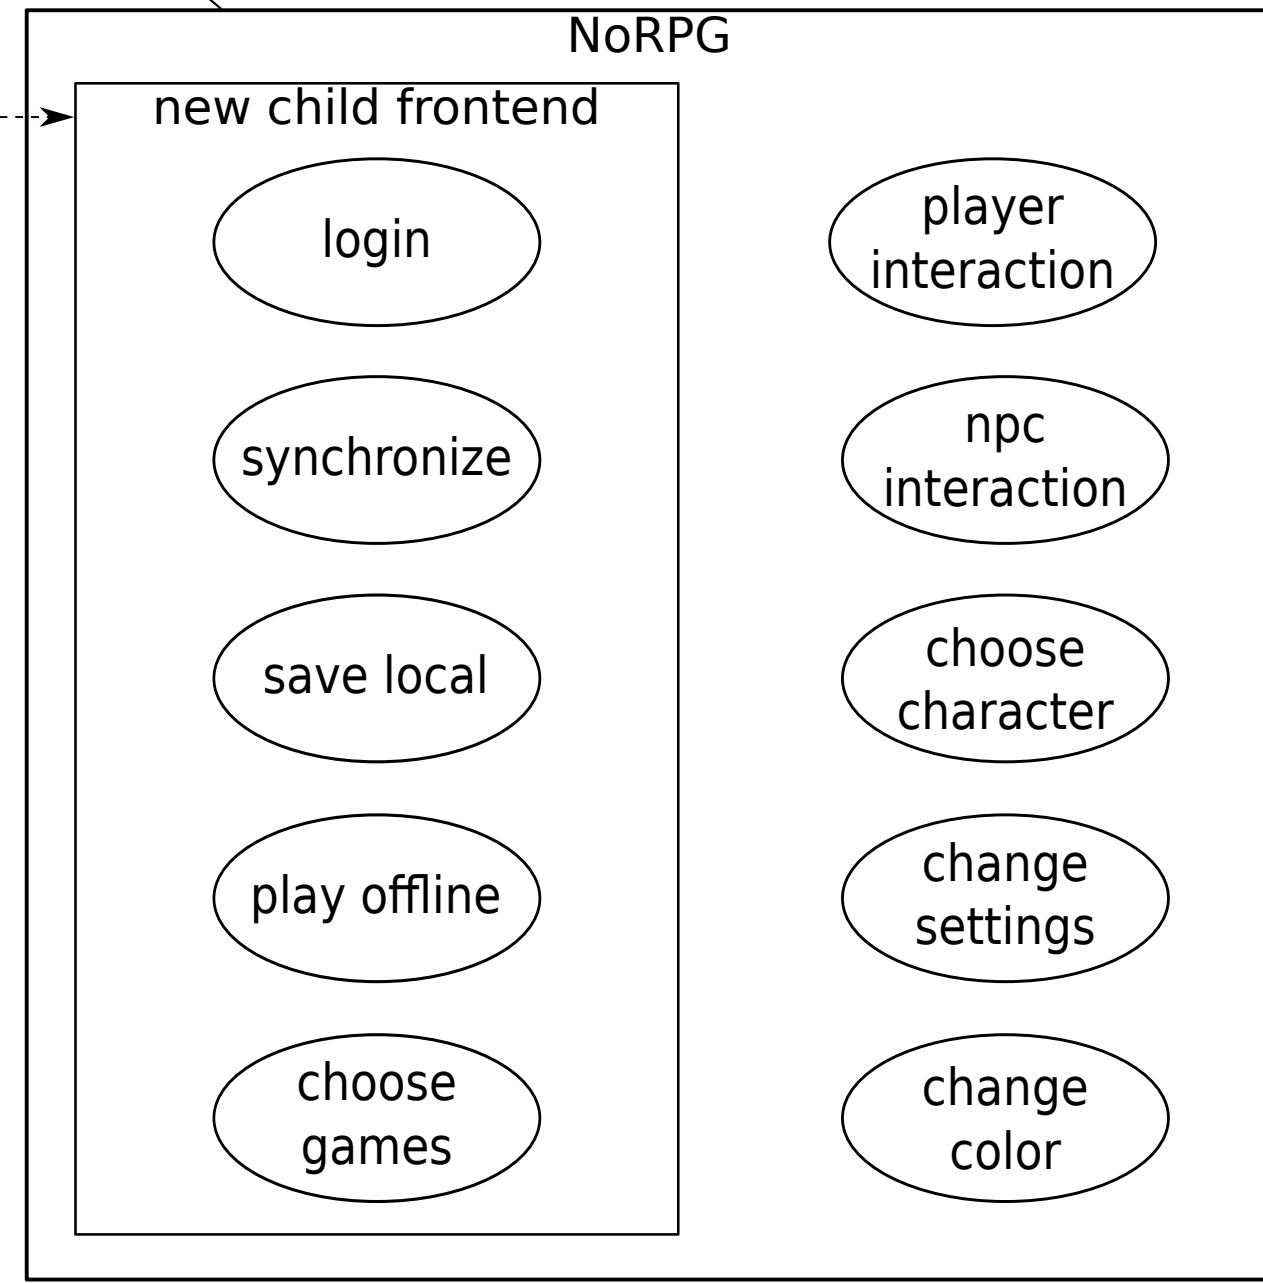 NoRPG
new child frontend
login
synchronize
save local
play offline
choose
games
player
interaction
npc
interaction
choose
character
change
settings
change
color